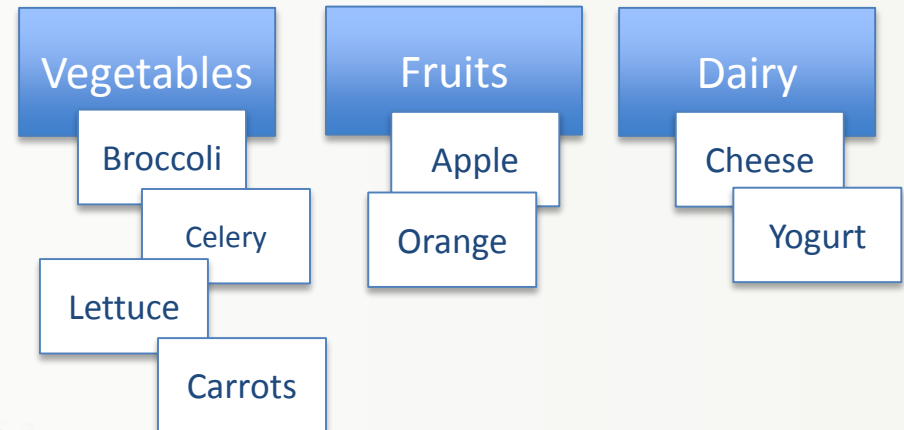 Vegetables
Broccoli
Celery
Lettuce
Carrots
Fruits
Apple
Orange
Dairy
Cheese
Yogurt